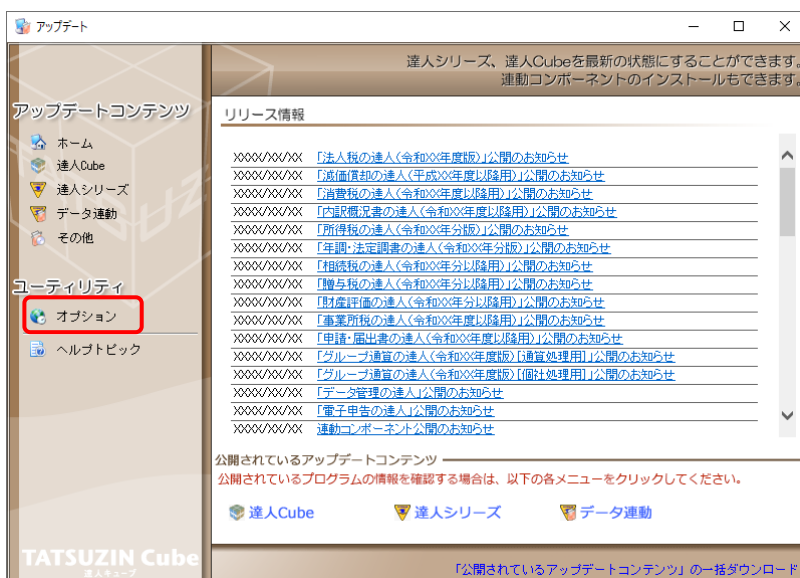 アップデート
達人シリーズ、達人Cubeを最新の状態にすることができます。
連動コンポーネントのインストールもできます。
アップデートコンテンツ
ホーム
達人Cube
達人シリーズ
データ連動
その他
ユーティリティ
オプション
ヘルプトピック
リリース情報
XXXX/XX/XX 「法人税の達人(令和XX年度版)」公開のお知らせ
XXXX/XX/XX 「減価償却の達人(平成XX年度以降用)」公開のお知らせ
XXXX/XX/XX 「消費税の達人(令和XX年度以降用)」公開のお知らせ
XXXX/XX/XX 「内訳概況書の達人(令和XX年度以降用)」公開のお知らせ
XXXX/XX/XX 「所得税の達人(令和XX年分版)」公開のお知らせ
XXXX/XX/XX 「年調・法定調書の達人(令和XX年分版)」公開のお知らせ
XXXX/XX/XX 「相続税の達人(令和XX年分以降用)」公開のお知らせ
XXXX/XX/XX 「贈与税の達人(令和XX年分以降用)」公開のお知らせ
XXXX/XX/XX 「財産評価の達人(令和XX年分以降用)」公開のお知らせ
XXXX/XX/XX 「事業所税の達人(令和XX年度以降用)」公開のお知らせ
XXXX/XX/XX 「申請・届出書の達人(令和XX年度以降用)」公開のお知らせ
XXXX/XX/XX 「グループ通算の達人(令和XX年度版)[通算処理用]」公開のお知らせ
XXXX/XX/XX 「グループ通算の達人(令和XX年度版)[個社処理用]」公開のお知らせ
XXXX/XX/XX 「データ管理の達人」公開のお知らせ
XXXX/XX/XX 「電子申告の達人」公開のお知らせ
XXXX/XX/XX 連動コンポーネント公開のお知らせ
公開されているアップデートコンテンツ
公開されているプログラムの情報を確認する場合は、以下の各メニューをクリックしてください。
達人Cube 達人シリーズ データ連動
「公開されているアップデートコンテンツ」の一括ダウンロード
TATSUZIN Cube
達人キューブ